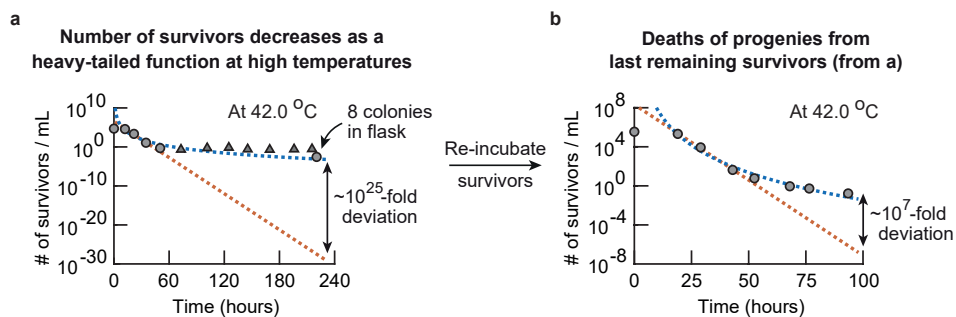 a
Number of survivors decreases as a
heavy-tailed function at high temperatures
# of survivors / mL
10^10
10^0
10^-10
10^-20
10^-30
At 42.0 °C
8 colonies
in flask
~10^25-fold
deviation
0 60 120 180 240
Time (hours)
Re-incubate
survivors
b
Deaths of progenies from
last remaining survivors (from a)
# of survivors / mL
10^8
10^4
10^0
10^-4
10^-8
At 42.0 °C
~10^7-fold
deviation
0 25 50 75 100
Time (hours)